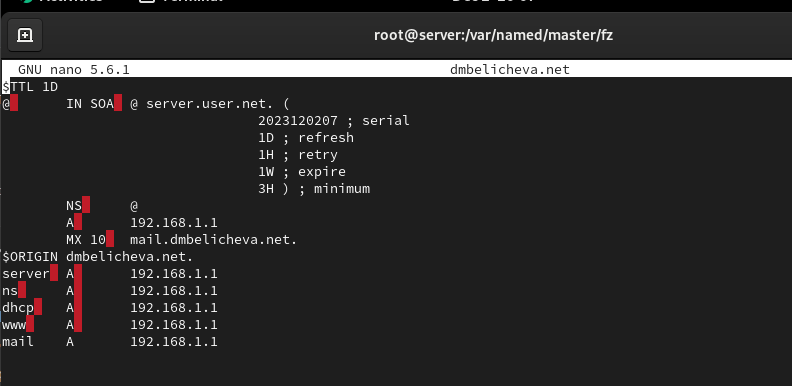 root@server:/var/named/master/fz
GNU nano 5.6.1 dmbelicheva.net
$TTL 1D
@ IN SOA @ server.user.net. (
2023120207 ; serial
1D ; refresh
1H ; retry
1W ; expire
3H ) ; minimum
NS @
A 192.168.1.1
MX 10 mail.dmbelicheva.net.
$ORIGIN dmbelicheva.net.
server A 192.168.1.1
ns A 192.168.1.1
dhcp A 192.168.1.1
www A 192.168.1.1
mail A 192.168.1.1